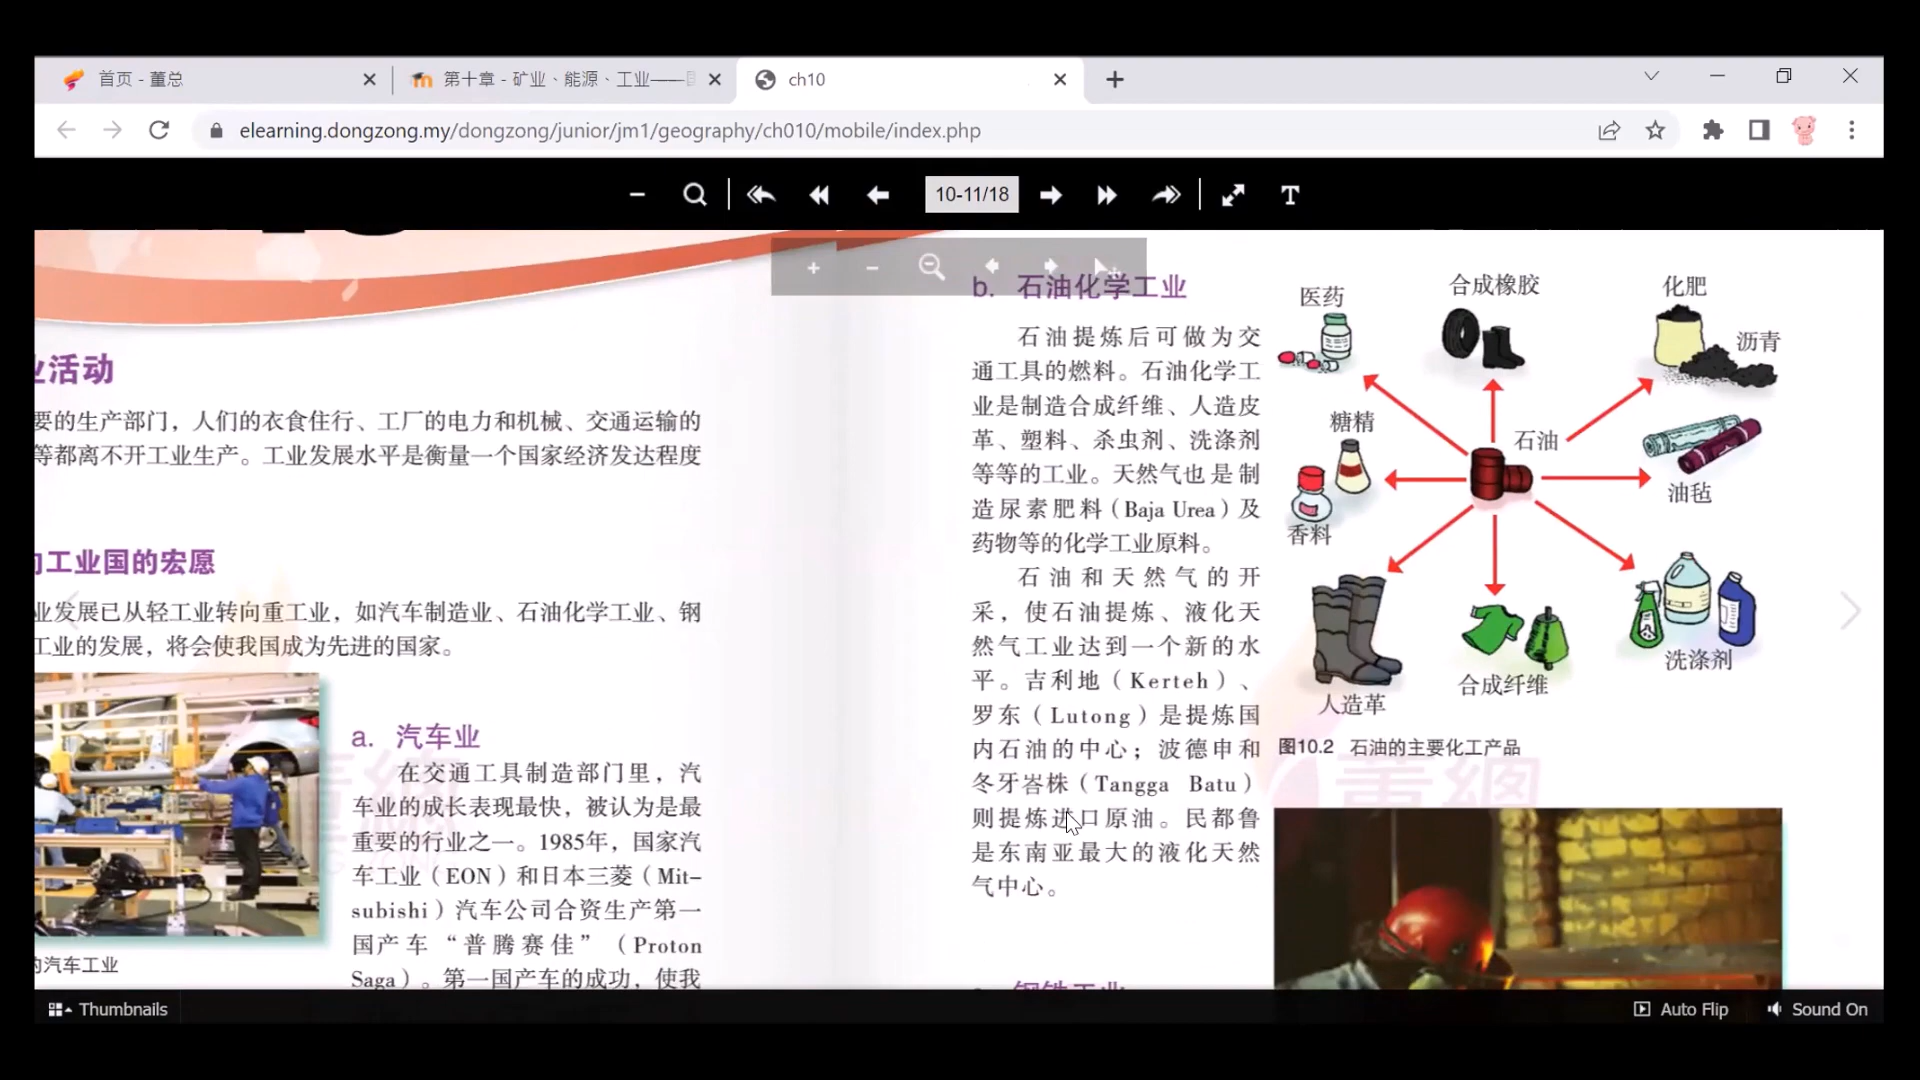 首页 - 董总
第十章 - 矿业、能源、工业——
ch10
elearning.dongzong.my/dongzong/junior/jm1/geography/ch010/mobile/index.php
10-11/18
业活动
要的生产部门，人们的衣食住行、工厂的电力和机械、交通运输的
等都离不开工业生产。工业发展水平是衡量一个国家经济发达程度
向工业国的宏愿
业发展已从轻工业转向重工业，如汽车制造业、石油化学工业、钢
工业的发展，将会使我国成为先进的国家。
a. 汽车业
在交通工具制造部门里，汽
车业的成长表现最快，被认为是最
重要的行业之一。1985年，国家汽
车工业（EON）和日本三菱（Mit-
subishi）汽车公司合资生产第一
国产车“普腾赛佳”（Proton
Saga）。第一国产车的成功，使我
的汽车工业
b. 石油化学工业
石油提炼后可做为交
通工具的燃料。石油化学工
业是制造合成纤维、人造皮
革、塑料、杀虫剂、洗涤剂
等等的工业。天然气也是制
造尿素肥料（Baja Urea）及
药物等的化学工业原料。
石油和天然气的开
采，使石油提炼、液化天
然气工业达到一个新的水
平。吉利地（Kerteh）、
罗东（Lutong）是提炼国
内石油的中心；波德申和
冬牙峇株（Tangga Batu）
则提炼进口原油。民都鲁
是东南亚最大的液化天然
气中心。
钢铁工业
医药
合成橡胶
化肥
沥青
糖精
石油
油毡
香料
人造革
合成纤维
洗涤剂
图10.2 石油的主要化工产品
董總
Thumbnails
Auto Flip
Sound On